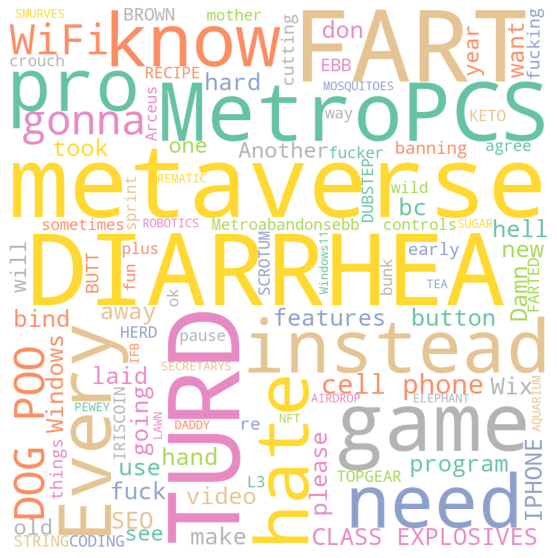 SMURVES
BROWN
mother
don
year
WiFi
know
FART
want
fucking
crouch
RECIPE
hard
cutting
EBB
pro
MetroPCS
MOSQUITOES
gonna
Arceus
way
KETO
took
one
Another
fucker
banning
agree
metaverse
DUBSTEP
sprint
REMATIC
wild
sometimes
ROBOTICS
Metroabandonsebb
controls
SUGAR
bc
hell
DIARRHEA
will
BUTT
fun
plus
ok
SCROTUM
Windows11
bunk
early
TEA
new
Damn
FARTED
bind
Windows
away
HERD
pause
features
button
DOG POO
Every
TURD
instead
IFB
SECRETARYS
laid
re
hate
cell phone
Wix
PEWEY
IRISCOIN
going
LAWN
DADDY
NFT
AIRDROP
ELEPHANT
game
AQUARIUM
things
use
hand
L3
please
TOPGEAR
program
IPHONE
fuck
video
need
old
SEO
see
make
STRING
CODING
CLASS EXPLOSIVES